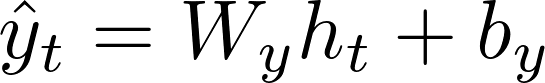 ŷ_t = W_y h_t + b_y